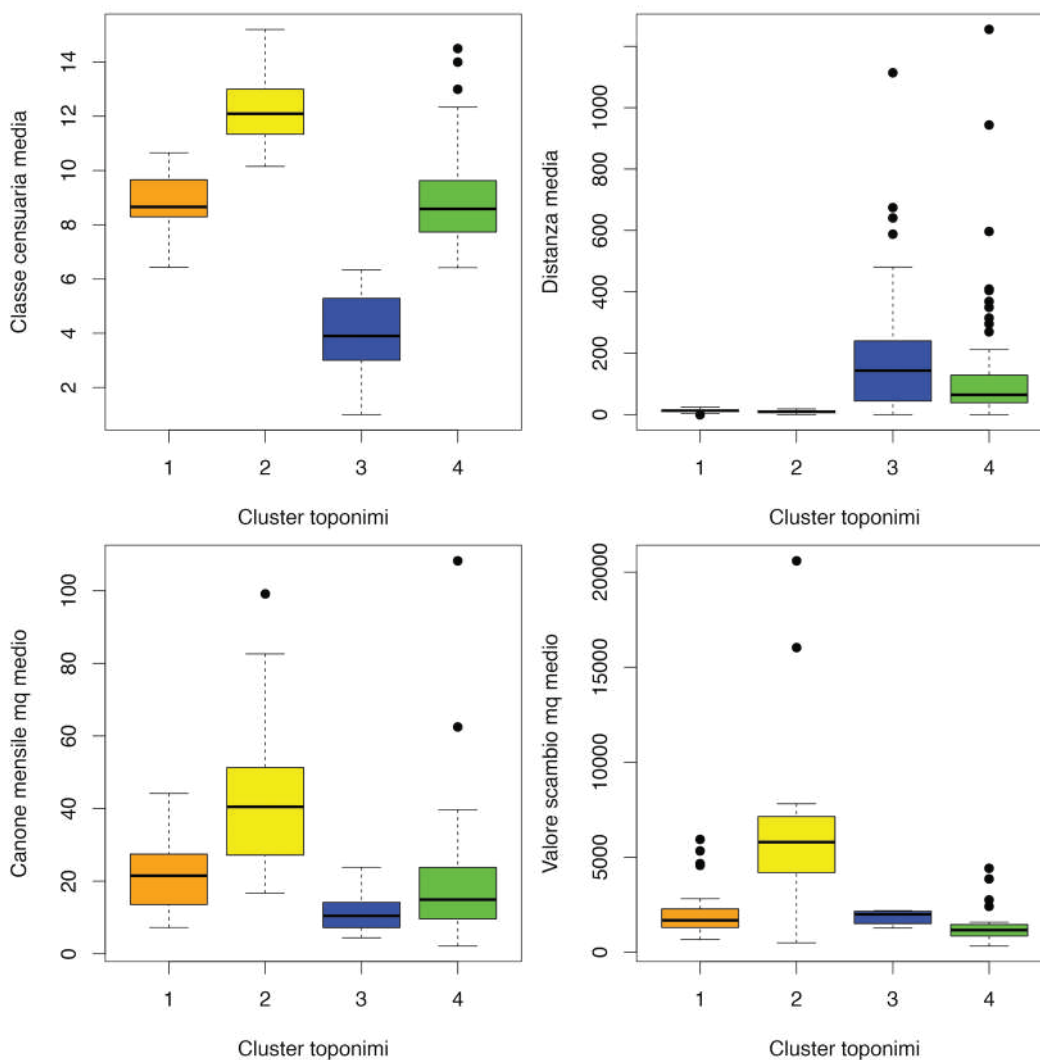 Classe censuaria media
14
12
10
8
6
4
2
1 2 3 4
Cluster toponimi
Distanza media
1000
800
600
400
200
0
1 2 3 4
Cluster toponimi
Canone mensile mq medio
100
80
60
40
20
0
1 2 3 4
Cluster toponimi
Valore scambio mq medio
20000
15000
10000
5000
0
1 2 3 4
Cluster toponimi